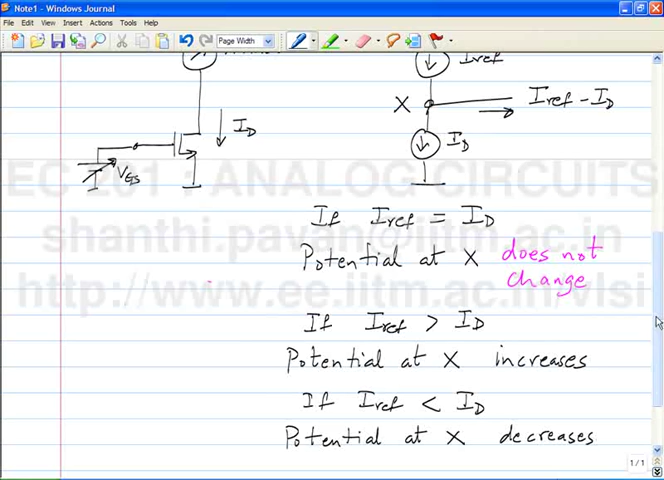 Note1 - Windows Journal
File Edit View Insert Actions Tools Help
Page Width
Iref
X Iref - ID
ID
ID
VGS
EC 201 : ANALOG CIRCUITS
If Iref = ID
shanthi.pavan@iitm.ac.in
Potential at X does not
change
http://www.ee.iitm.ac.in/vlsi
If Iref > ID
Potential at X increases
If Iref < ID
Potential at X decreases
1/1